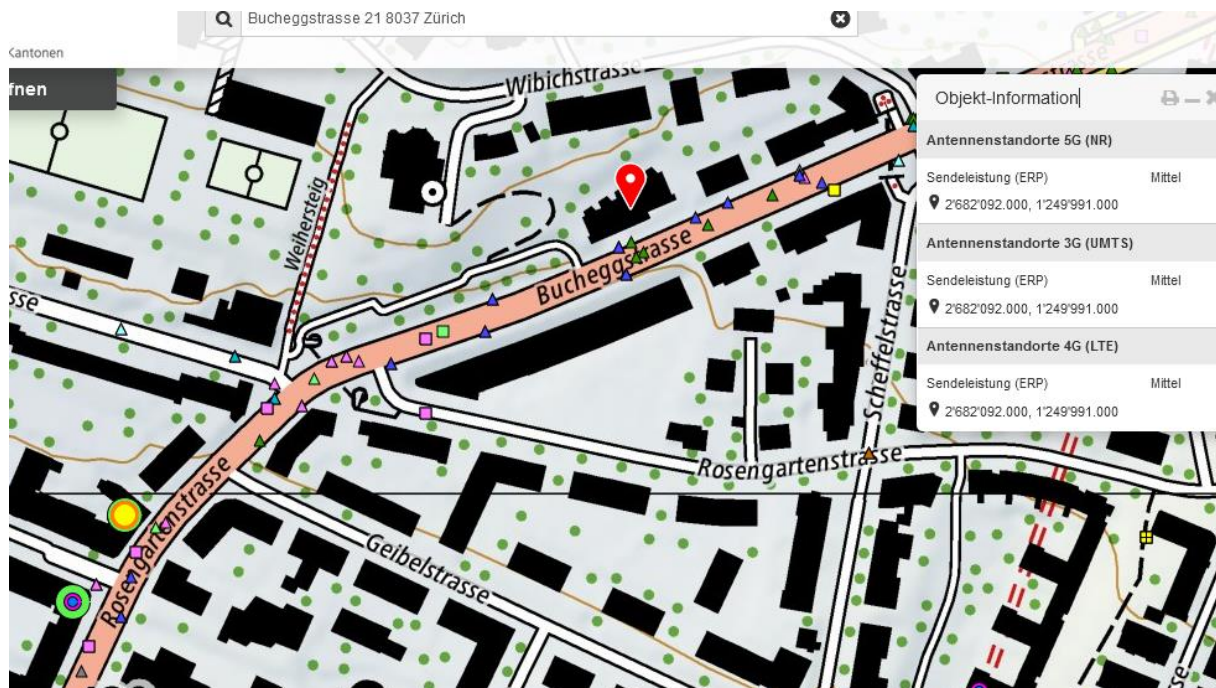 Bucheggstrasse 21 8037 Zürich
Kantonen
fnen
Wibichstrasse
Weihersteig
Bucheggstrasse
Scheffelstrasse
Rosengartenstrasse
Rosengartenstrasse
Geibelstrasse
sse
Objekt-Information
Antennenstandorte 5G (NR)
Sendeleistung (ERP) Mittel
2'682'092.000, 1'249'991.000
Antennenstandorte 3G (UMTS)
Sendeleistung (ERP) Mittel
2'682'092.000, 1'249'991.000
Antennenstandorte 4G (LTE)
Sendeleistung (ERP) Mittel
2'682'092.000, 1'249'991.000